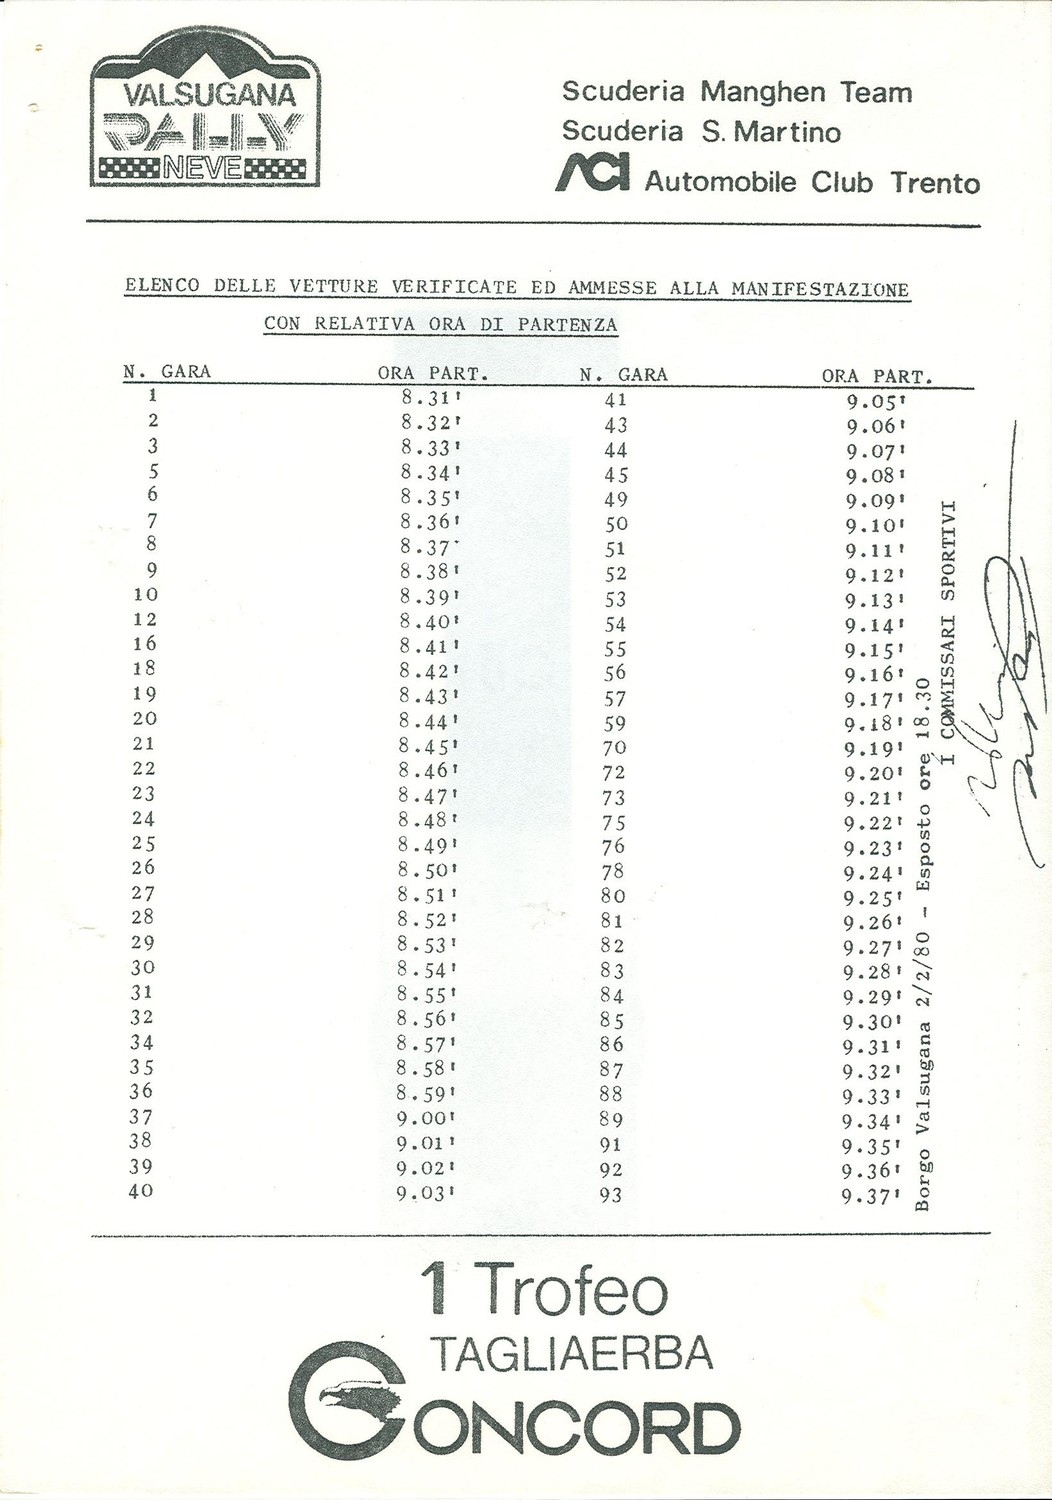 VALSUGANA
RALLY
NEVE
Scuderia Manghen Team
Scuderia S. Martino
ACI Automobile Club Trento
ELENCO DELLE VETTURE VERIFICATE ED AMMESSE ALLA MANIFESTAZIONE
CON RELATIVA ORA DI PARTENZA
N. GARA ORA PART. N. GARA ORA PART.
1 8.31' 41 9.05'
2 8.32' 43 9.06'
3 8.33' 44 9.07'
5 8.34' 45 9.08'
6 8.35' 49 9.09'
7 8.36' 50 9.10'
8 8.37' 51 9.11'
9 8.38' 52 9.12'
10 8.39' 53 9.13'
12 8.40' 54 9.14'
16 8.41' 55 9.15'
18 8.42' 56 9.16'
19 8.43' 57 9.17'
20 8.44' 59 9.18'
21 8.45' 70 9.19'
22 8.46' 72 9.20'
23 8.47' 73 9.21'
24 8.48' 75 9.22'
25 8.49' 76 9.23'
26 8.50' 78 9.24'
27 8.51' 80 9.25'
28 8.52' 81 9.26'
29 8.53' 82 9.27'
30 8.54' 83 9.28'
31 8.55' 84 9.29'
32 8.56' 85 9.30'
34 8.57' 86 9.31'
35 8.58' 87 9.32'
36 8.59' 88 9.33'
37 9.00' 89 9.34'
38 9.01' 91 9.35'
39 9.02' 92 9.36'
40 9.03' 93 9.37'
Borgo Valsugana 2/2/80 - Esposto ore 18.30
I COMMISSARI SPORTIVI
1 Trofeo
TAGLIAERBA
CONCORD